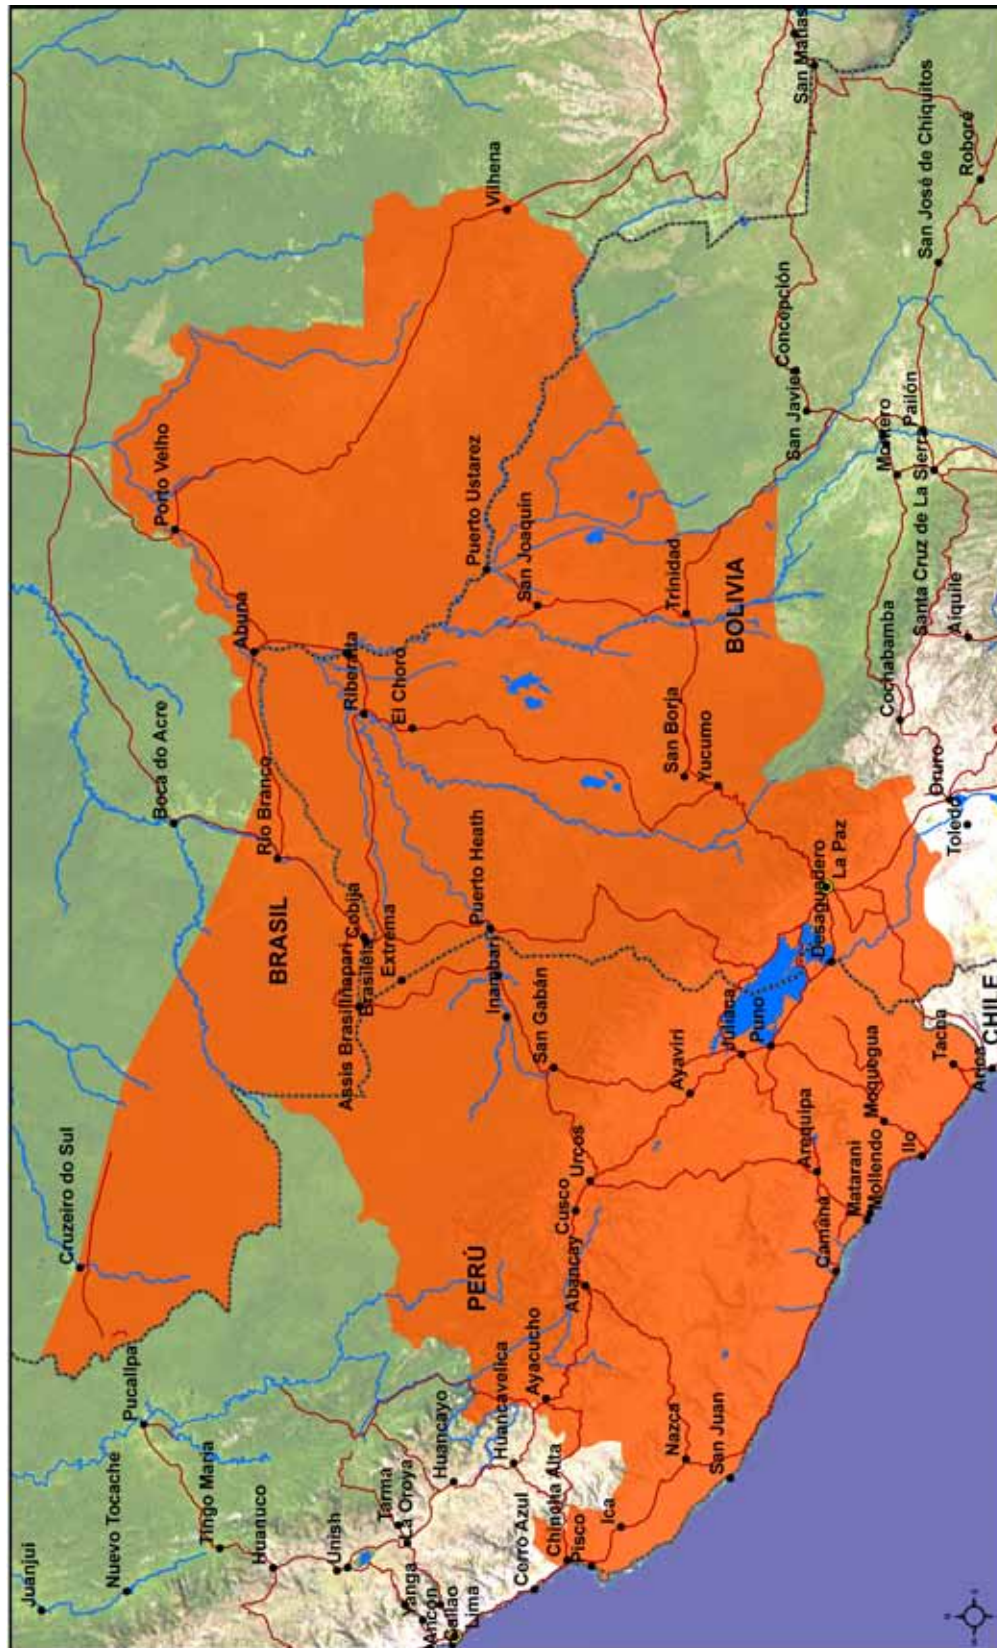 Juanjui
Nuevo Tocache
Tingo María
Huanuco
Unish
Tarma
La Oroya
Yanga
Ancon
Callao
Lima
Pucallpa
Huancayo
Huancavelica
Ayacucho
Cerro Azul
Chincha Alta
Pisco
Ica
Nazca
San Juan
Cruzeiro do Sul
PERÚ
Abancay
Cusco
Urcos
Camaná
Matarani
Mollendo
Arequipa
Ilo
Moquegua
Tacna
Arica
CHILE
Ayaviri
Juliaca
Puno
San Gabán
Inambari
Assis Brasil
Iñapari
Brasileia
Cobija
Extrema
BRASIL
Puerto Heath
Desaguadero
La Paz
Boca do Acre
Rio Branco
Riberalta
El Choro
Abuna
Porto Velho
San Borja
Yucumo
Toledo
Oruro
Cochabamba
Puerto Ustarez
San Joaquín
Trinidad
BOLIVIA
Aiquile
Santa Cruz de La Sierra
Montero
Pailón
San Javier
Concepción
Vilhena
San José de Chiquitos
Roboré
San Matías